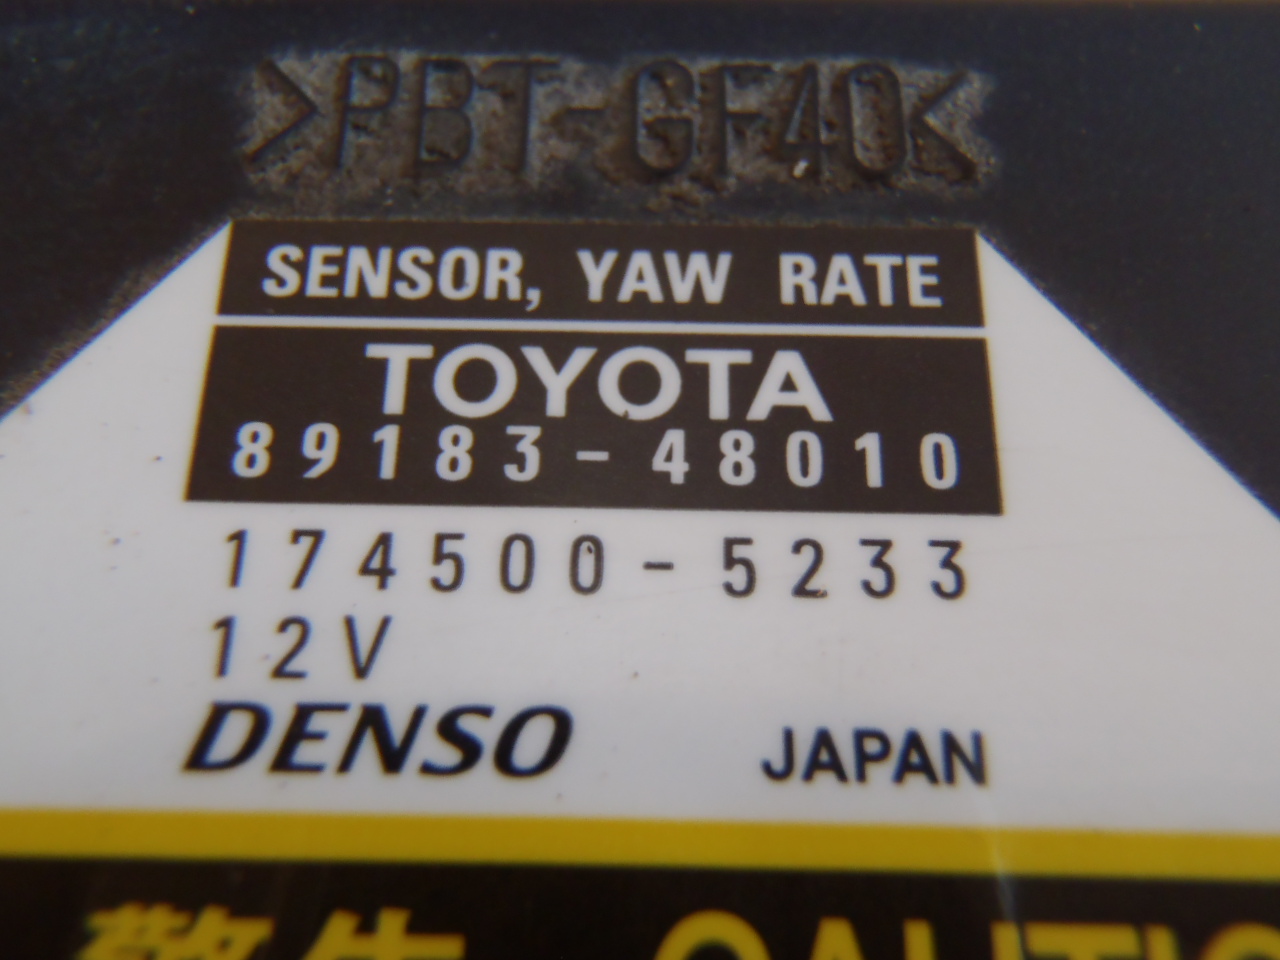 >PBT-GF40<
SENSOR, YAW RATE
TOYOTA
89183-48010
174500-5233
12V
DENSO JAPAN